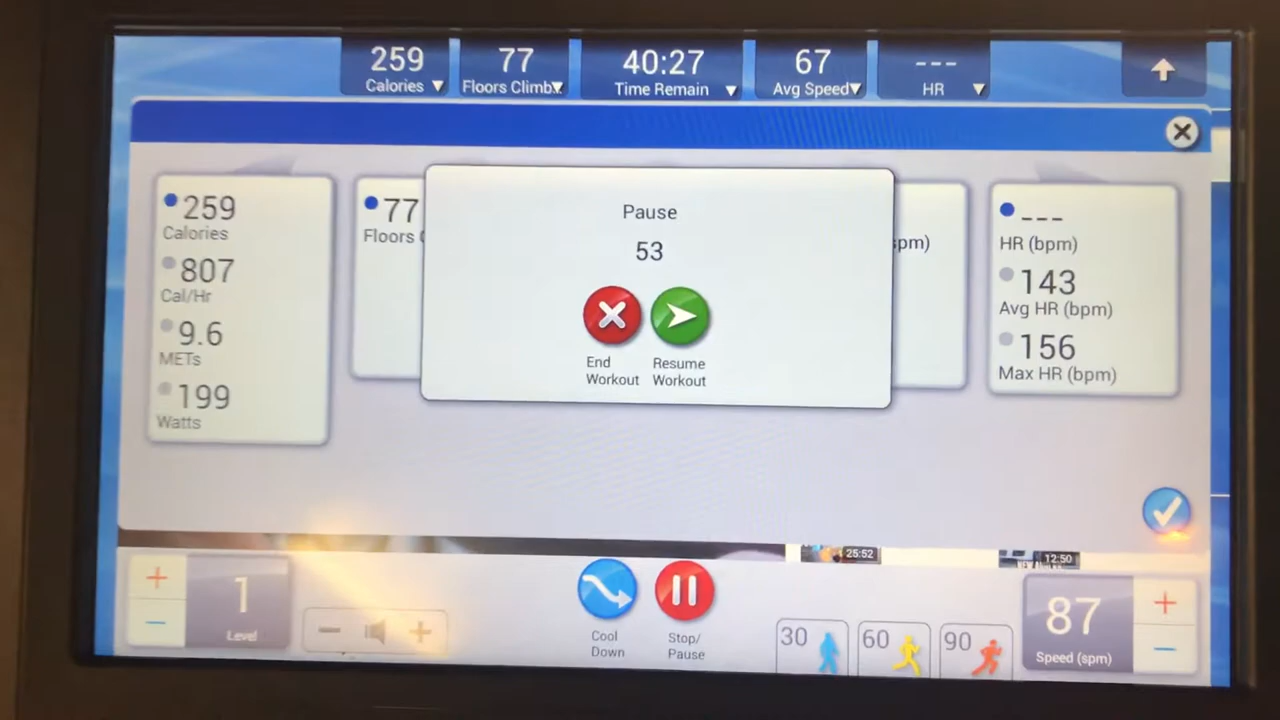 259
Calories
77
Floors Climb
40:27
Time Remain
67
Avg Speed
---
HR
259
Calories
807
Cal/Hr
9.6
METs
199
Watts
77
Floors
Pause
53
End
Workout
Resume
Workout
pm)
---
HR (bpm)
143
Avg HR (bpm)
156
Max HR (bpm)
25:52
12:50
1
Level
Cool
Down
Stop/
Pause
30
60
90
87
Speed (spm)